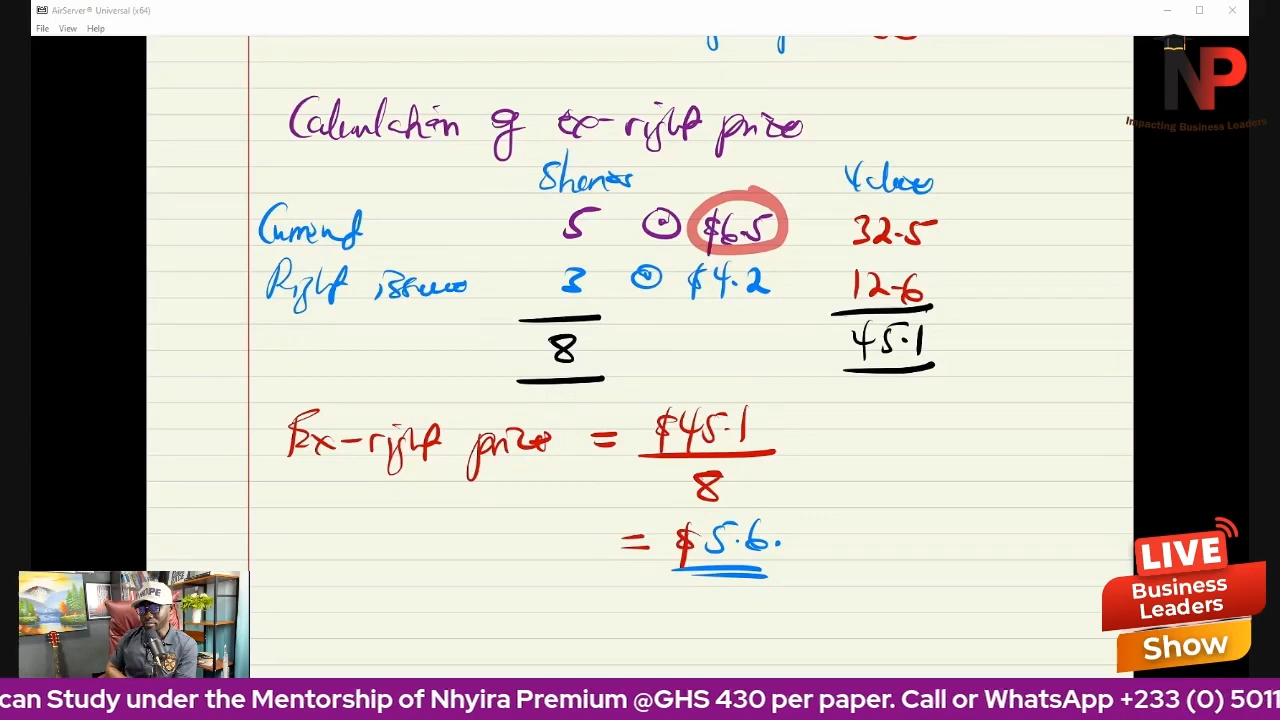 AirServer® Universal (x64)
File View Help
NP
Impacting Business Leaders
Calculation of ex-right price
Shares Value
Current 5 @ $6.5 32.5
Right issue 3 @ $4.2 12.6
8 45.1
Ex-right price = $45.1
8
= $5.6.
HOPE
LIVE
Business
Leaders
Show
can Study under the Mentorship of Nhyira Premium @GHS 430 per paper. Call or WhatsApp +233 (0) 5011